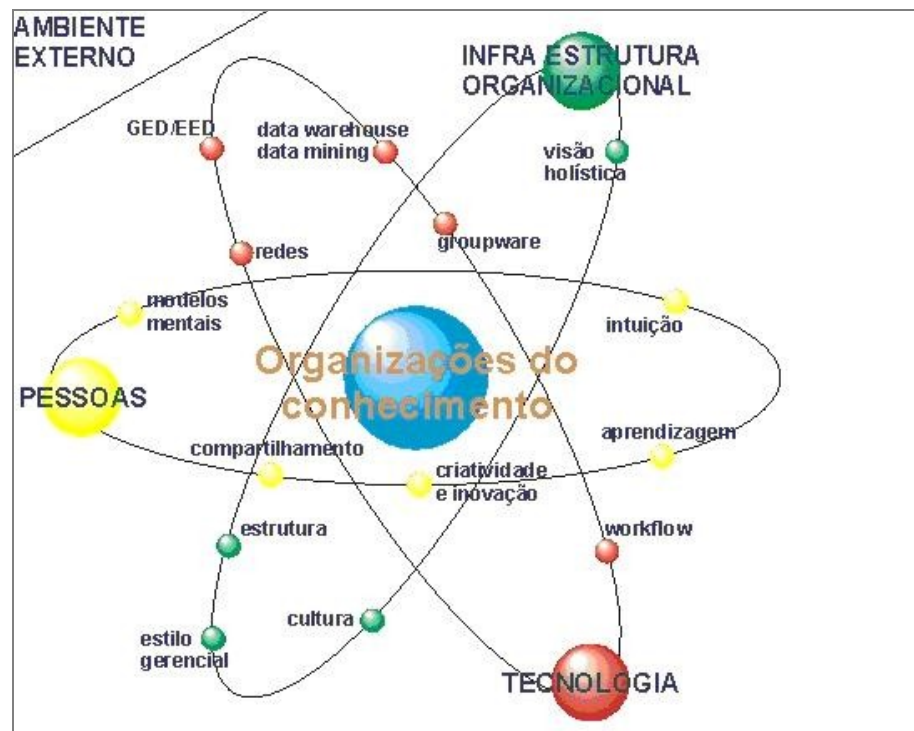 AMBIENTE
EXTERNO
INFRA ESTRUTURA
ORGANIZACIONAL
GED/EED
data warehouse
data mining
visão
holística
groupware
redes
modelos
mentais
intuição
Organizações do
conhecimento
PESSOAS
aprendizagem
compartilhamento
criatividade
e inovação
estrutura
workflow
cultura
estilo
gerencial
TECNOLOGIA